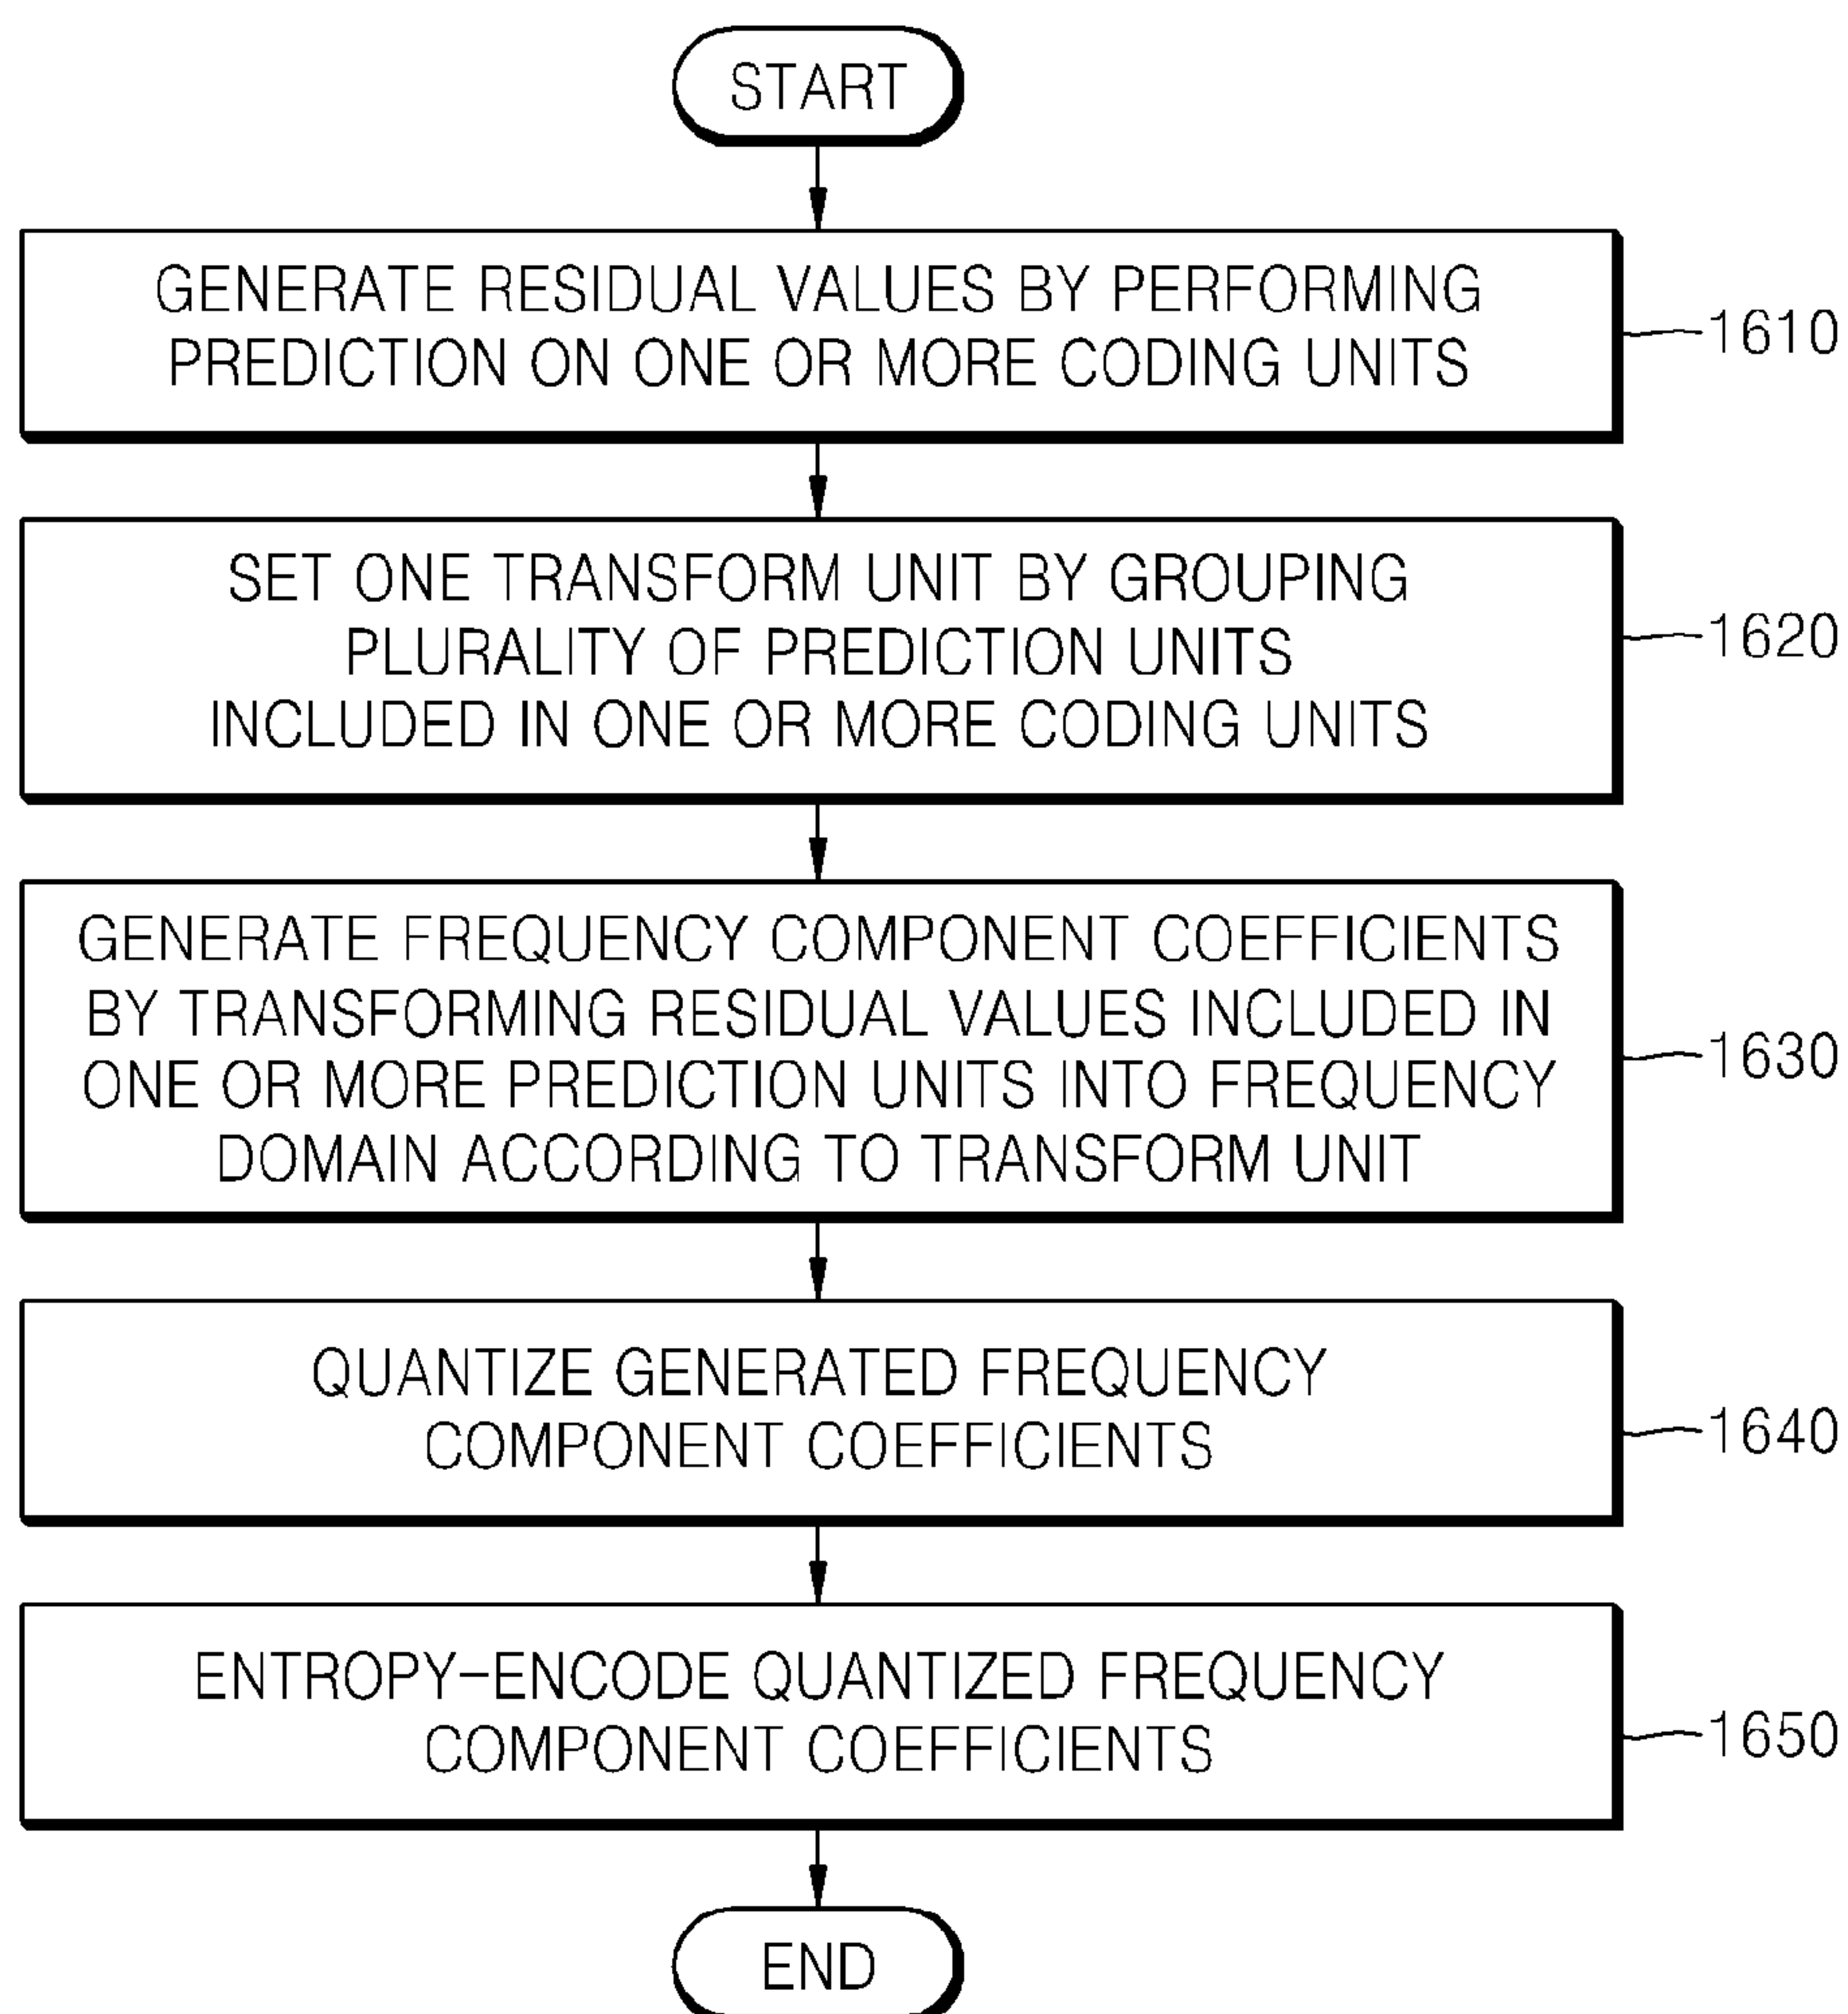 START
GENERATE RESIDUAL VALUES BY PERFORMING
PREDICTION ON ONE OR MORE CODING UNITS
1610
SET ONE TRANSFORM UNIT BY GROUPING
PLURALITY OF PREDICTION UNITS
INCLUDED IN ONE OR MORE CODING UNITS
1620
GENERATE FREQUENCY COMPONENT COEFFICIENTS
BY TRANSFORMING RESIDUAL VALUES INCLUDED IN
ONE OR MORE PREDICTION UNITS INTO FREQUENCY
DOMAIN ACCORDING TO TRANSFORM UNIT
1630
QUANTIZE GENERATED FREQUENCY
COMPONENT COEFFICIENTS
1640
ENTROPY-ENCODE QUANTIZED FREQUENCY
COMPONENT COEFFICIENTS
1650
END